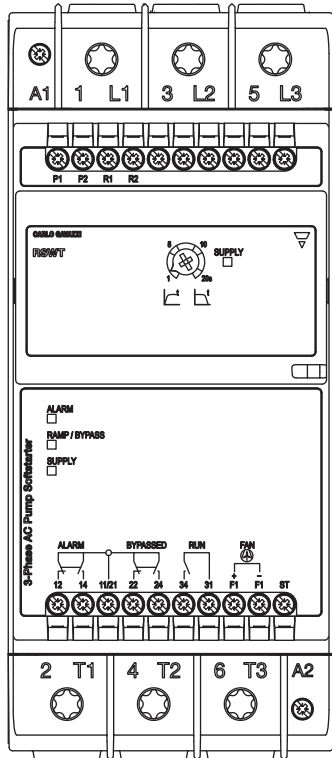 A1 1 L1 3 L2 5 L3
P1 P2 R1 R2
CARLO GAVAZZI
RSWT
5 10
1 20s
SUPPLY
t t
ALARM
RAMP / BYPASS
SUPPLY
3-Phase AC Pump Softstarter
ALARM BYPASSED RUN FAN
+ -
12 14 11/21 22 24 34 31 F1 F1 ST
2 T1 4 T2 6 T3 A2